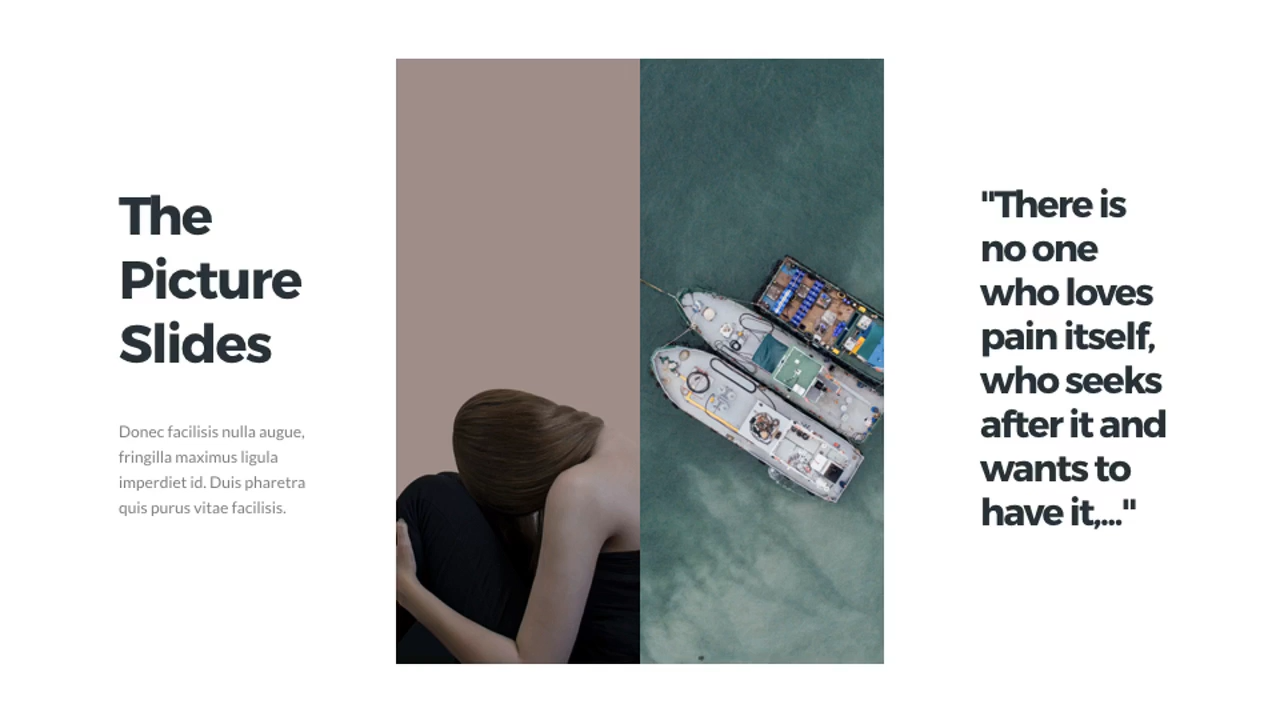 The
Picture
Slides
Donec facilisis nulla augue,
fringilla maximus ligula
imperdiet id. Duis pharetra
quis purus vitae facilisis.
"There is
no one
who loves
pain itself,
who seeks
after it and
wants to
have it,..."